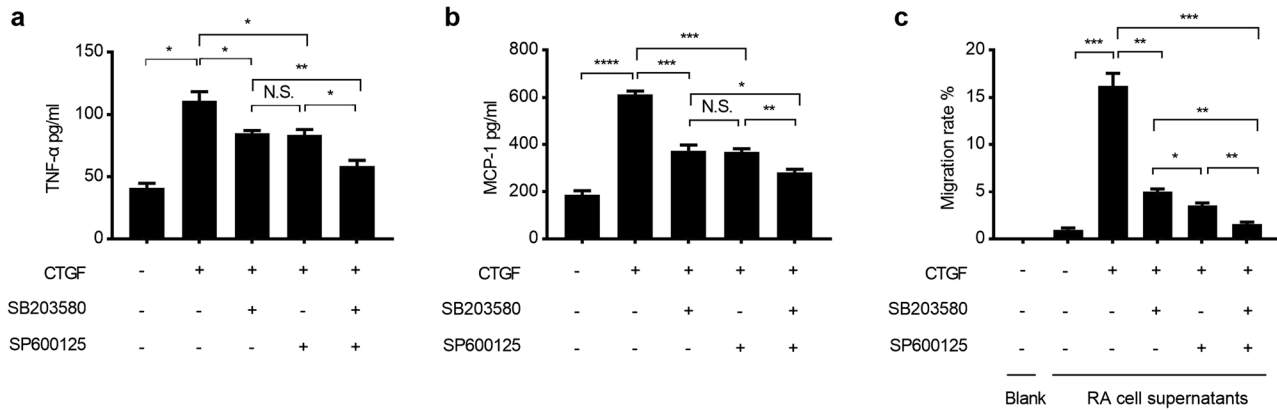 a
*
*
*
**
N.S.
*
150
100
50
0
TNF-α pg/ml
CTGF - + + + +
SB203580 - - + - +
SP600125 - - - + +
b
***
****
***
*
N.S.
**
800
600
400
200
0
MCP-1 pg/ml
CTGF - + + + +
SB203580 - - + - +
SP600125 - - - + +
c
***
***
**
**
*
**
20
15
10
5
0
Migration rate %
CTGF - - + + + +
SB203580 - - - + - +
SP600125 - - - - + +
Blank
RA cell supernatants